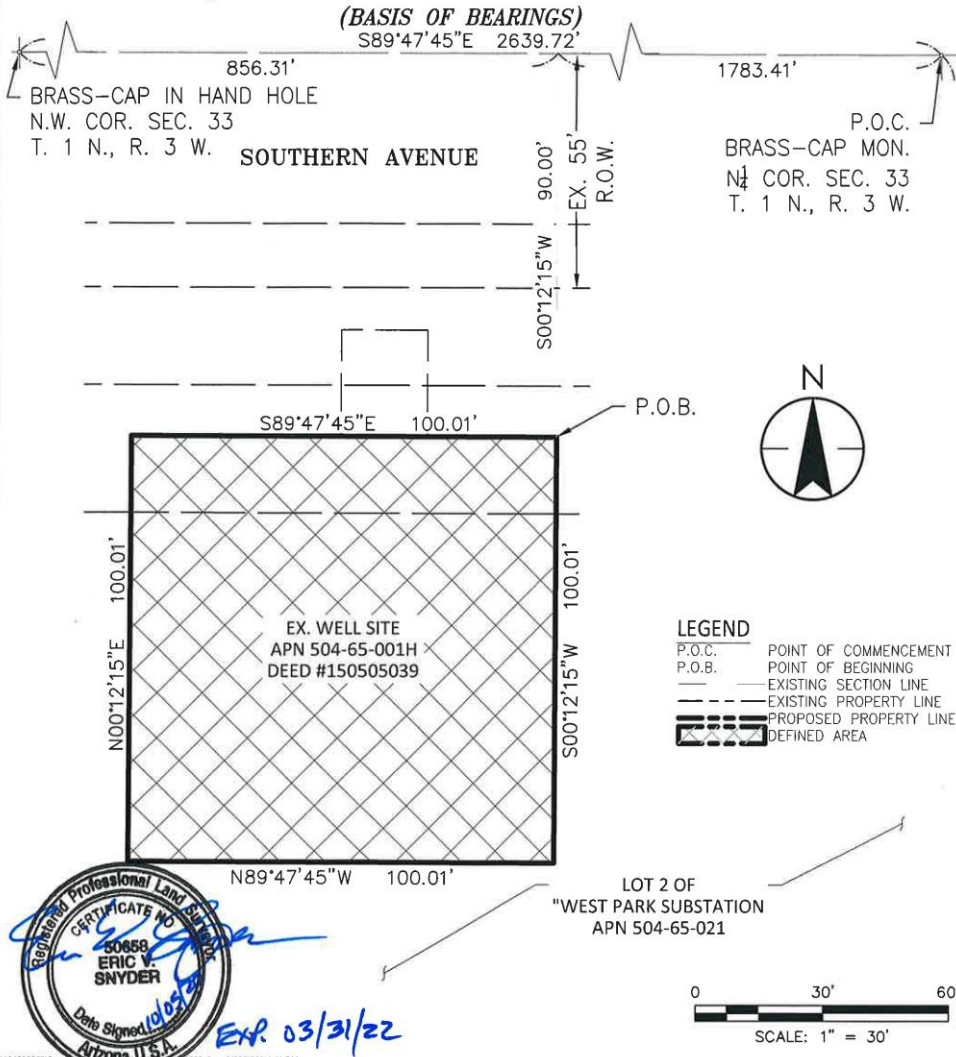 (BASIS OF BEARINGS)
S89°47'45"E 2639.72'
856.31'
1783.41'
BRASS-CAP IN HAND HOLE
N.W. COR. SEC. 33
T. 1 N., R. 3 W.
SOUTHERN AVENUE
P.O.C.
BRASS-CAP MON.
N¼ COR. SEC. 33
T. 1 N., R. 3 W.
S00°12'15"W 90.00'
EX. 55'
R.O.W.
N
P.O.B.
S89°47'45"E 100.01'
N00°12'15"E 100.01'
S00°12'15"W 100.01'
EX. WELL SITE
APN 504-65-001H
DEED #150505039
N89°47'45"W 100.01'
LEGEND
P.O.C. POINT OF COMMENCEMENT
P.O.B. POINT OF BEGINNING
EXISTING SECTION LINE
EXISTING PROPERTY LINE
PROPOSED PROPERTY LINE
DEFINED AREA
LOT 2 OF
"WEST PARK SUBSTATION
APN 504-65-021
Registered Professional Land Surveyor
CERTIFICATE NO
50658
ERIC V.
SNYDER
Date Signed
Arizona U.S.A.
EXP. 03/31/22
0 30' 60
SCALE: 1" = 30'